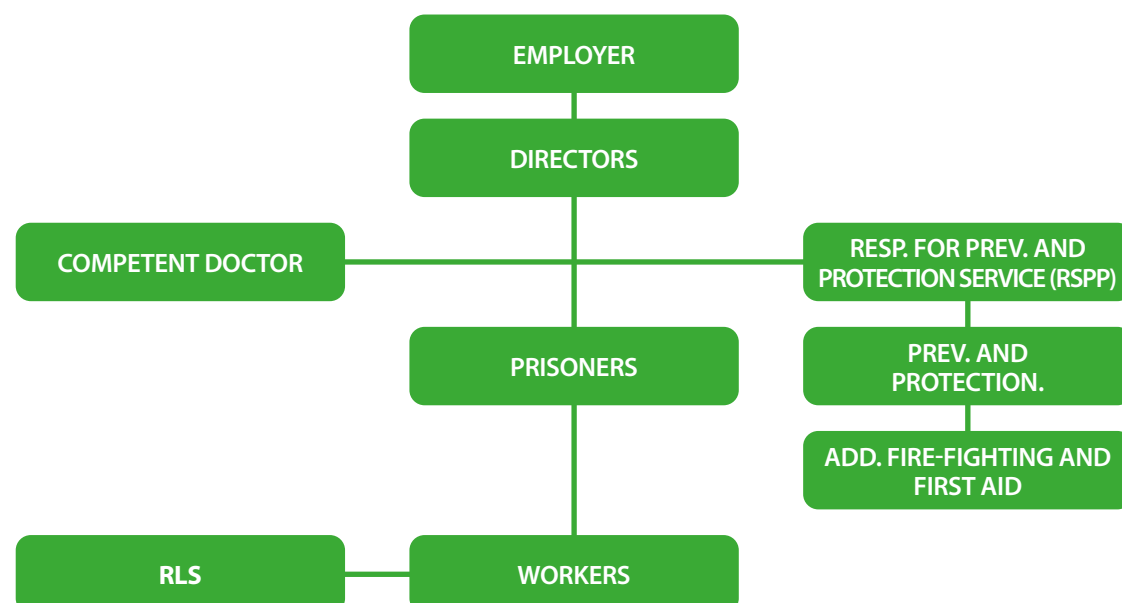 EMPLOYER
DIRECTORS
COMPETENT DOCTOR
RESP. FOR PREV. AND
PROTECTION SERVICE (RSPP)
PRISONERS
PREV. AND
PROTECTION.
ADD. FIRE-FIGHTING AND
FIRST AID
RLS
WORKERS